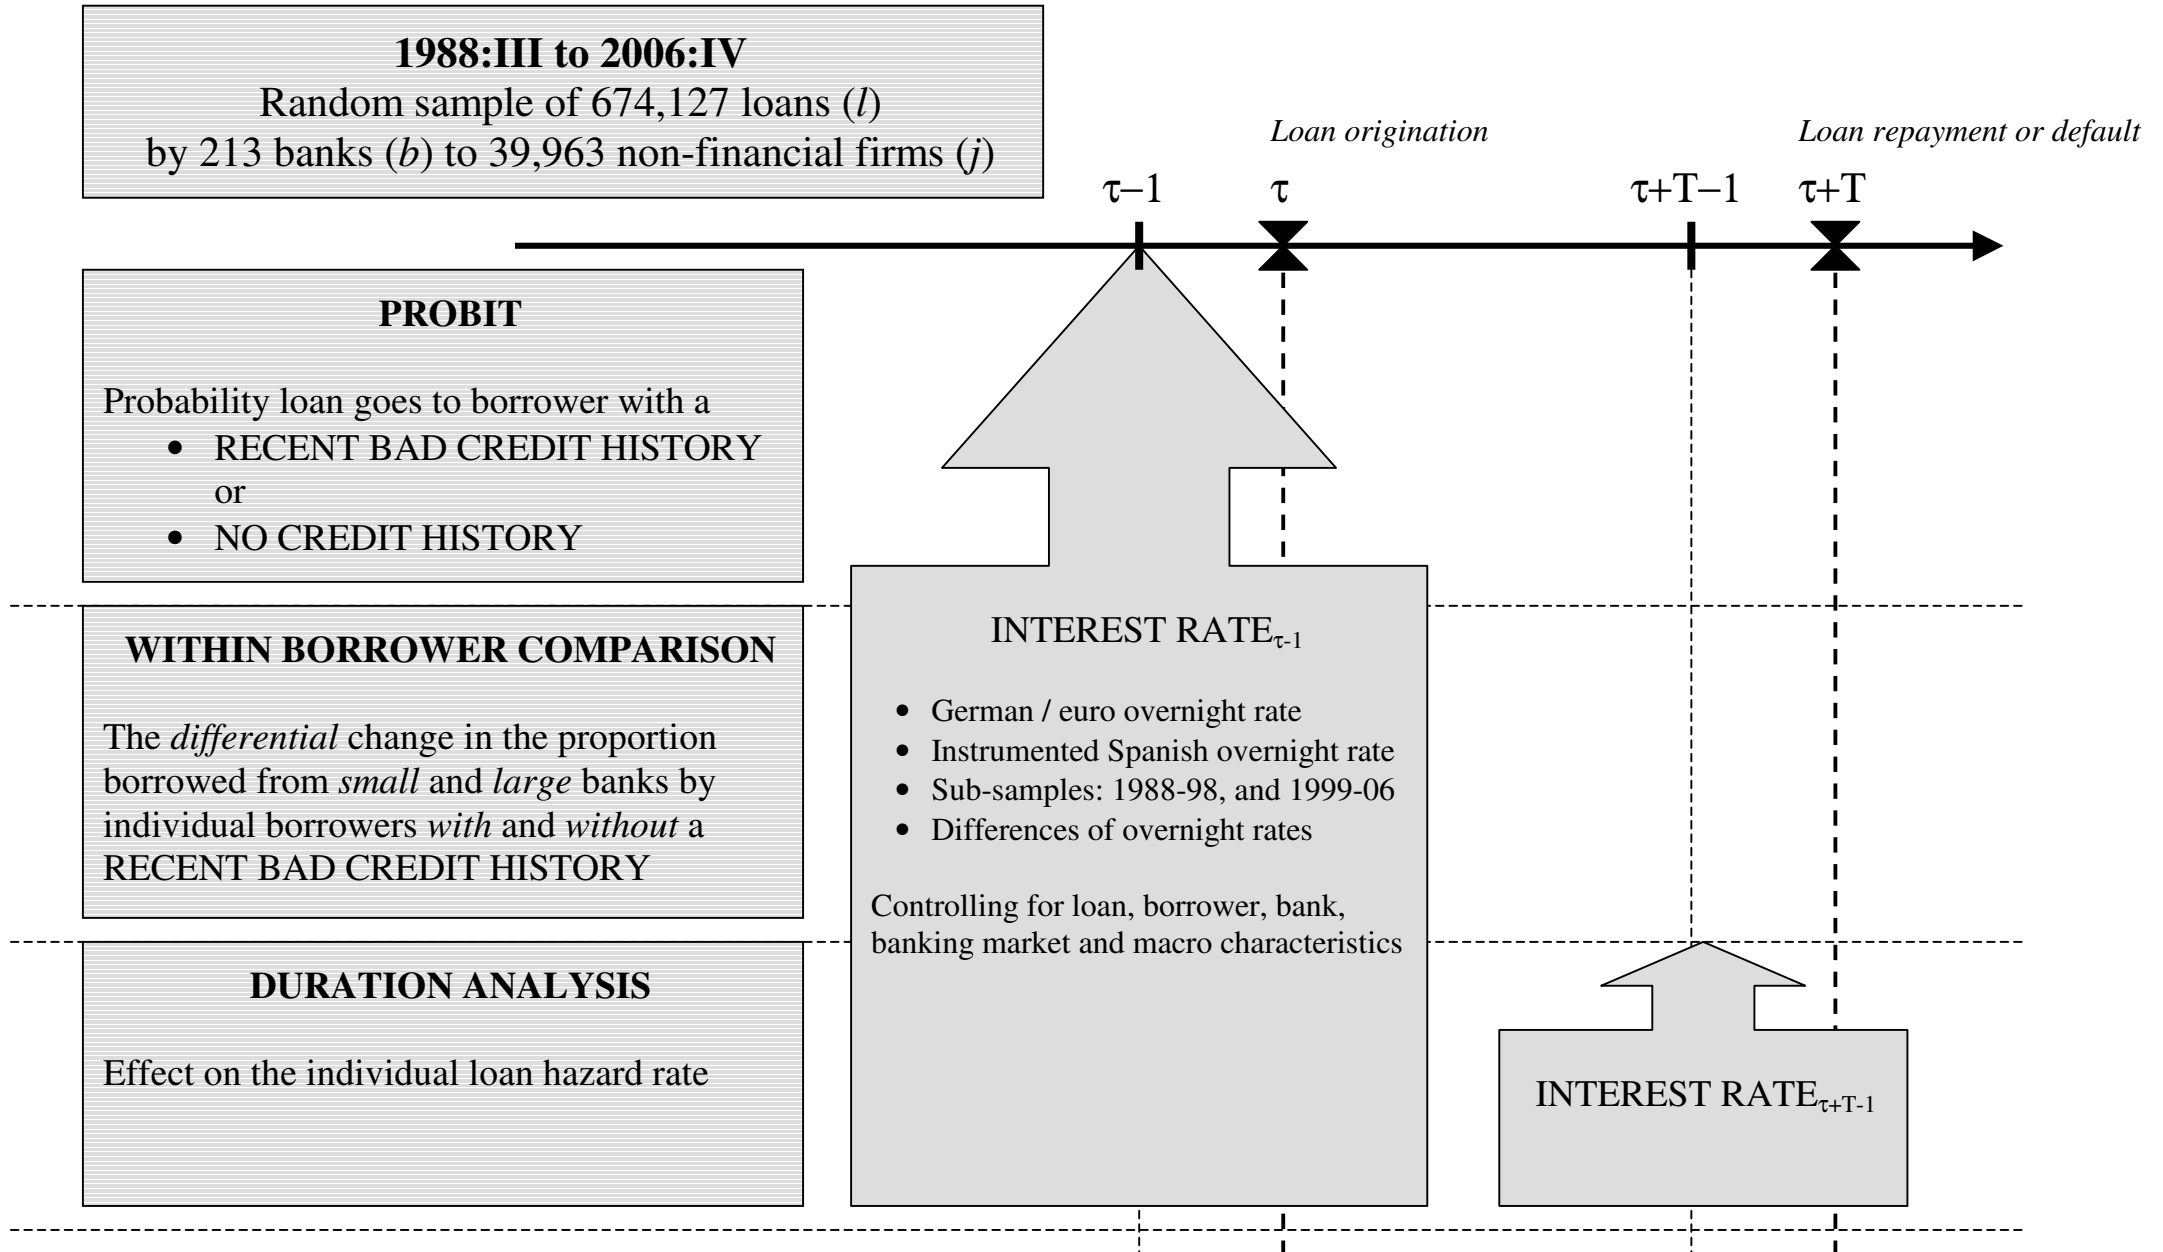 1988:III to 2006:IV
Random sample of 674,127 loans (l)
by 213 banks (b) to 39,963 non-financial firms (j)
Loan origination
Loan repayment or default
τ−1
τ
τ+T−1
τ+T
PROBIT
Probability loan goes to borrower with a
• RECENT BAD CREDIT HISTORY
or
• NO CREDIT HISTORY
WITHIN BORROWER COMPARISON
The differential change in the proportion
borrowed from small and large banks by
individual borrowers with and without a
RECENT BAD CREDIT HISTORY
DURATION ANALYSIS
Effect on the individual loan hazard rate
INTEREST RATEτ-1
• German / euro overnight rate
• Instrumented Spanish overnight rate
• Sub-samples: 1988-98, and 1999-06
• Differences of overnight rates
Controlling for loan, borrower, bank,
banking market and macro characteristics
INTEREST RATEτ+T-1